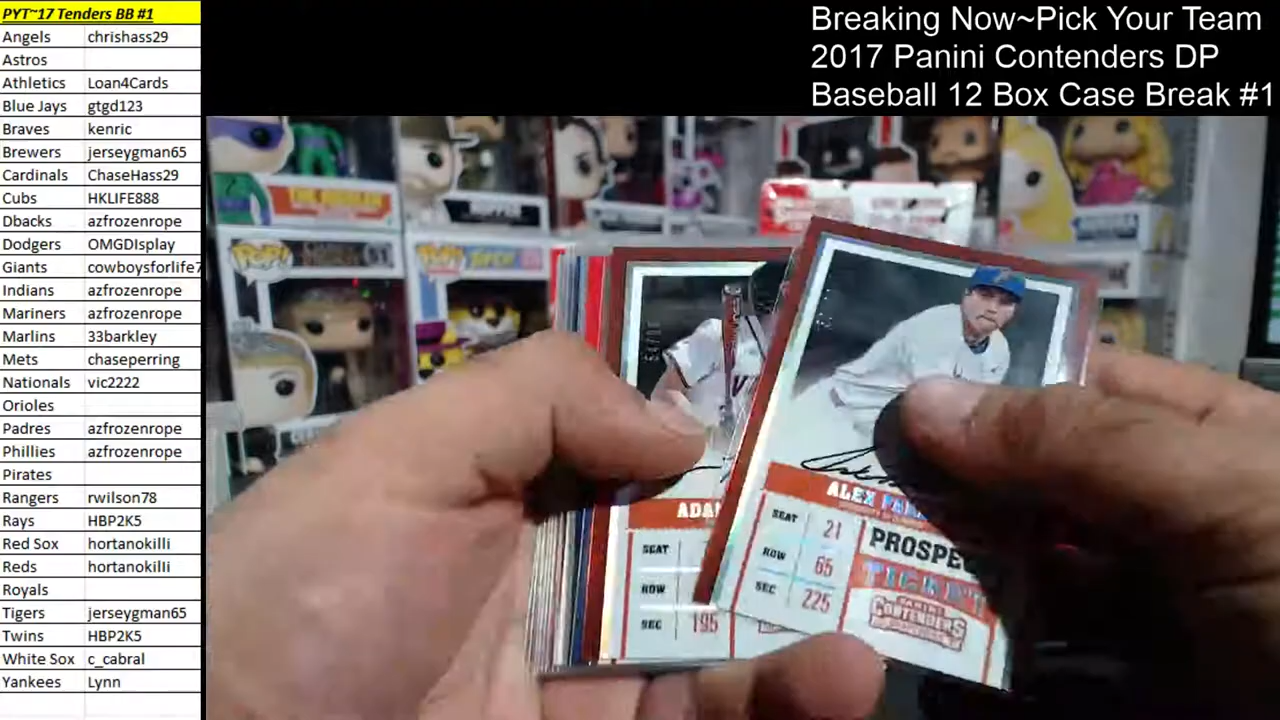 PYT~17 Tenders BB #1
Angels chrishass29
Astros
Athletics Loan4Cards
Blue Jays gtgd123
Braves kenric
Brewers jerseygman65
Cardinals ChaseHass29
Cubs HKLIFE888
Dbacks azfrozenrope
Dodgers OMGDIsplay
Giants cowboysforlife7
Indians azfrozenrope
Mariners azfrozenrope
Marlins 33barkley
Mets chaseperring
Nationals vic2222
Orioles
Padres azfrozenrope
Phillies azfrozenrope
Pirates
Rangers rwilson78
Rays HBP2K5
Red Sox hortanokilli
Reds hortanokilli
Royals
Tigers jerseygman65
Twins HBP2K5
White Sox c_cabral
Yankees Lynn
Breaking Now~Pick Your Team
2017 Panini Contenders DP
Baseball 12 Box Case Break #1
POP!
POP!
ADA
SEAT
ROW
SEC 195
ALEX
SEAT 21
ROW 65
SEC 225
PROSPE
TICKET
PANINI
CONTENDERS